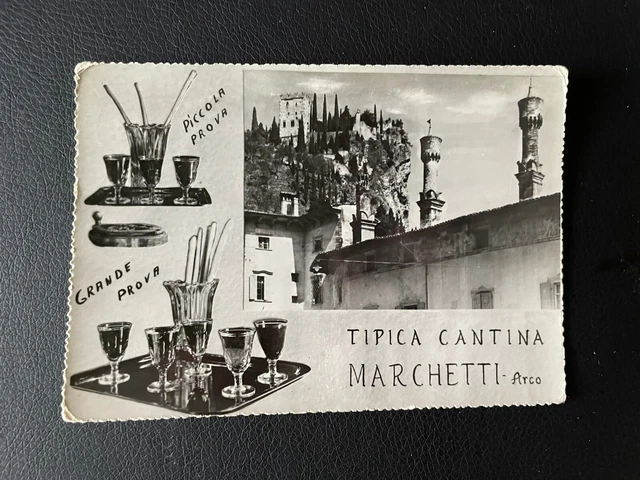 PICCOLA
PROVA
GRANDE
PROVA
TIPICA CANTINA
MARCHETTI - Arco